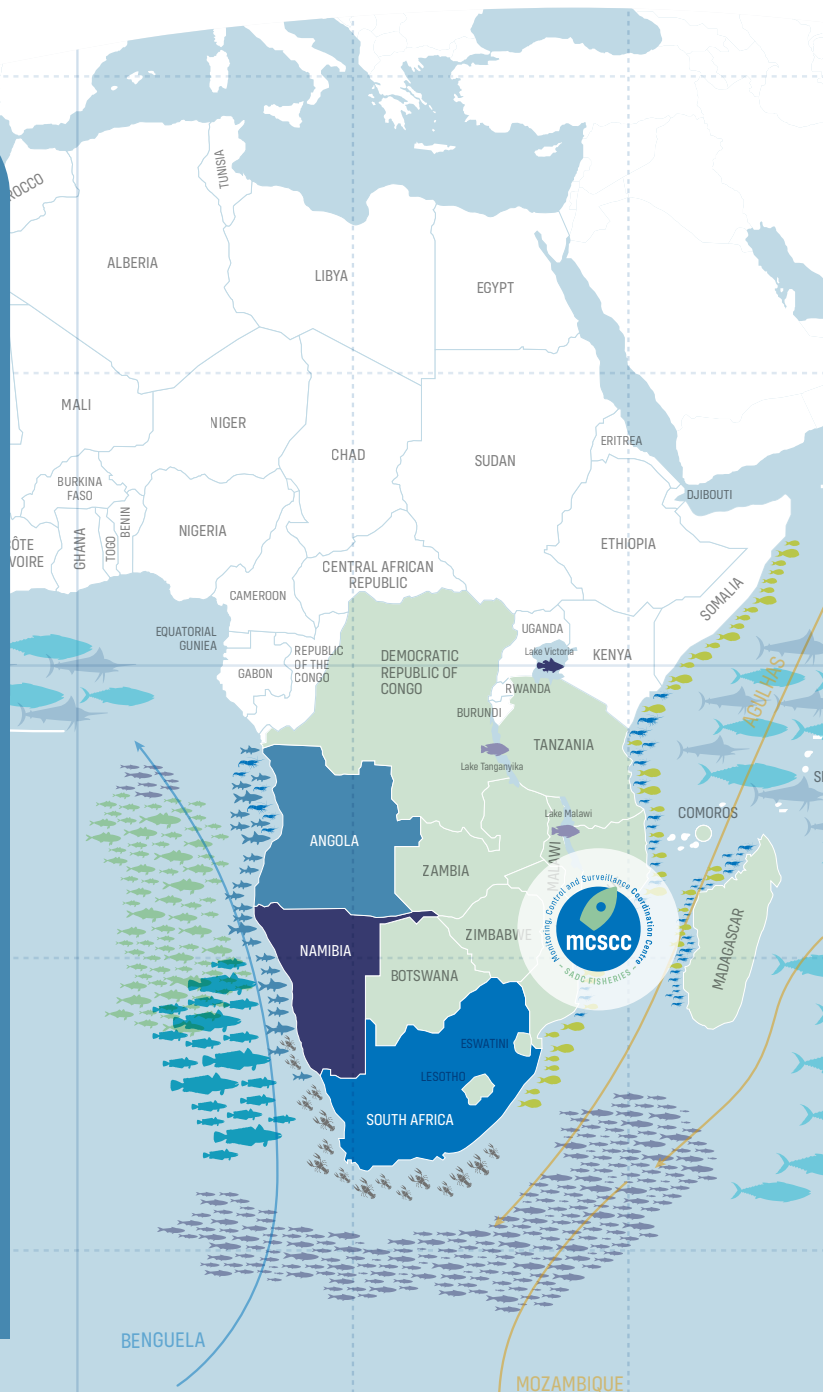 ROCCO
TUNISIA
ALBERIA
LIBYA
EGYPT
MALI
NIGER
CHAD
SUDAN
ERITREA
BURKINA
FASO
DJIBOUTI
BENIN
NIGERIA
GHANA
TOGO
ÔTE
VOIRE
ETHIOPIA
CENTRAL AFRICAN
REPUBLIC
CAMEROON
SOMALIA
EQUATORIAL
GUNIEA
UGANDA
Lake Victoria
KENYA
REPUBLIC
OF THE
CONGO
DEMOCRATIC
REPUBLIC OF
CONGO
GABON
RWANDA
AGULHAS
BURUNDI
TANZANIA
Lake Tanganyika
S
Lake Malawi
COMOROS
ANGOLA
ZAMBIA
MALAWI
Monitoring, Control and Surveillance Coordination Centre
mcscc
– SADC FISHERIES –
ZIMBABWE
NAMIBIA
MADAGASCAR
BOTSWANA
ESWATINI
LESOTHO
SOUTH AFRICA
BENGUELA
MOZAMBIQUE